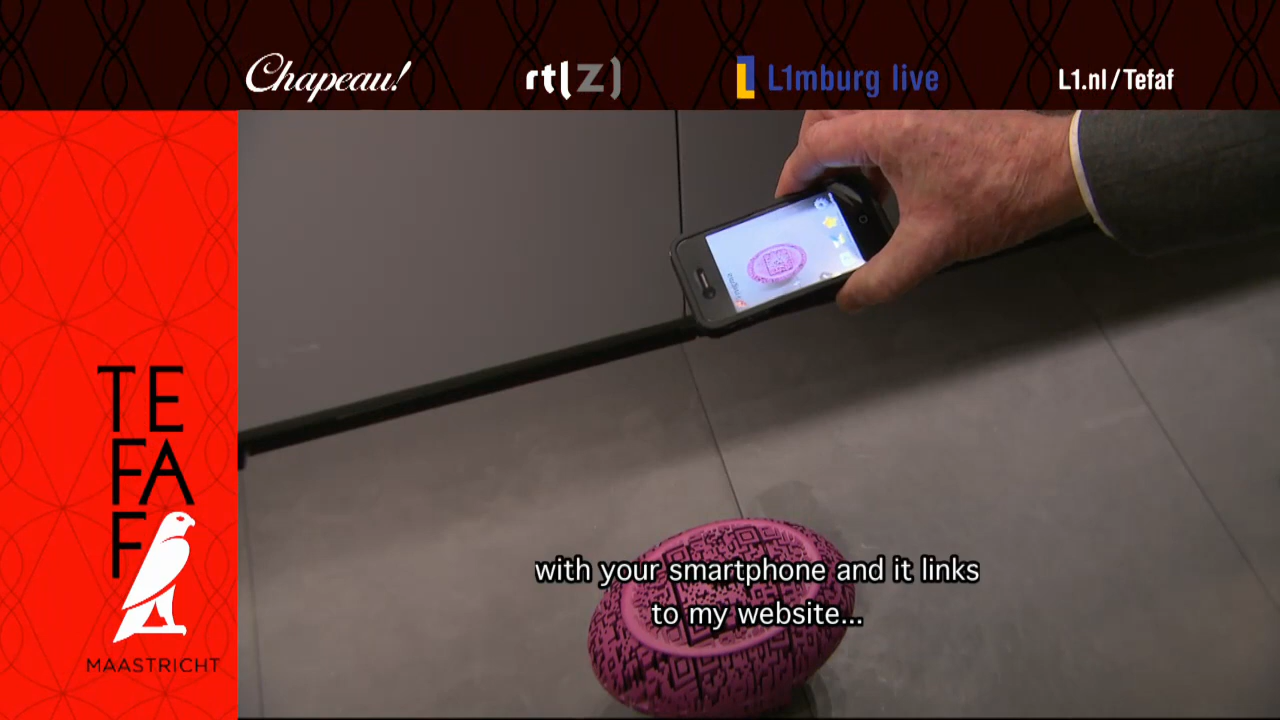 Chapeau!
rtl Z
L1mburg live
L1.nl/Tefaf
TE
FA
F
MAASTRICHT
with your smartphone and it links
to my website...